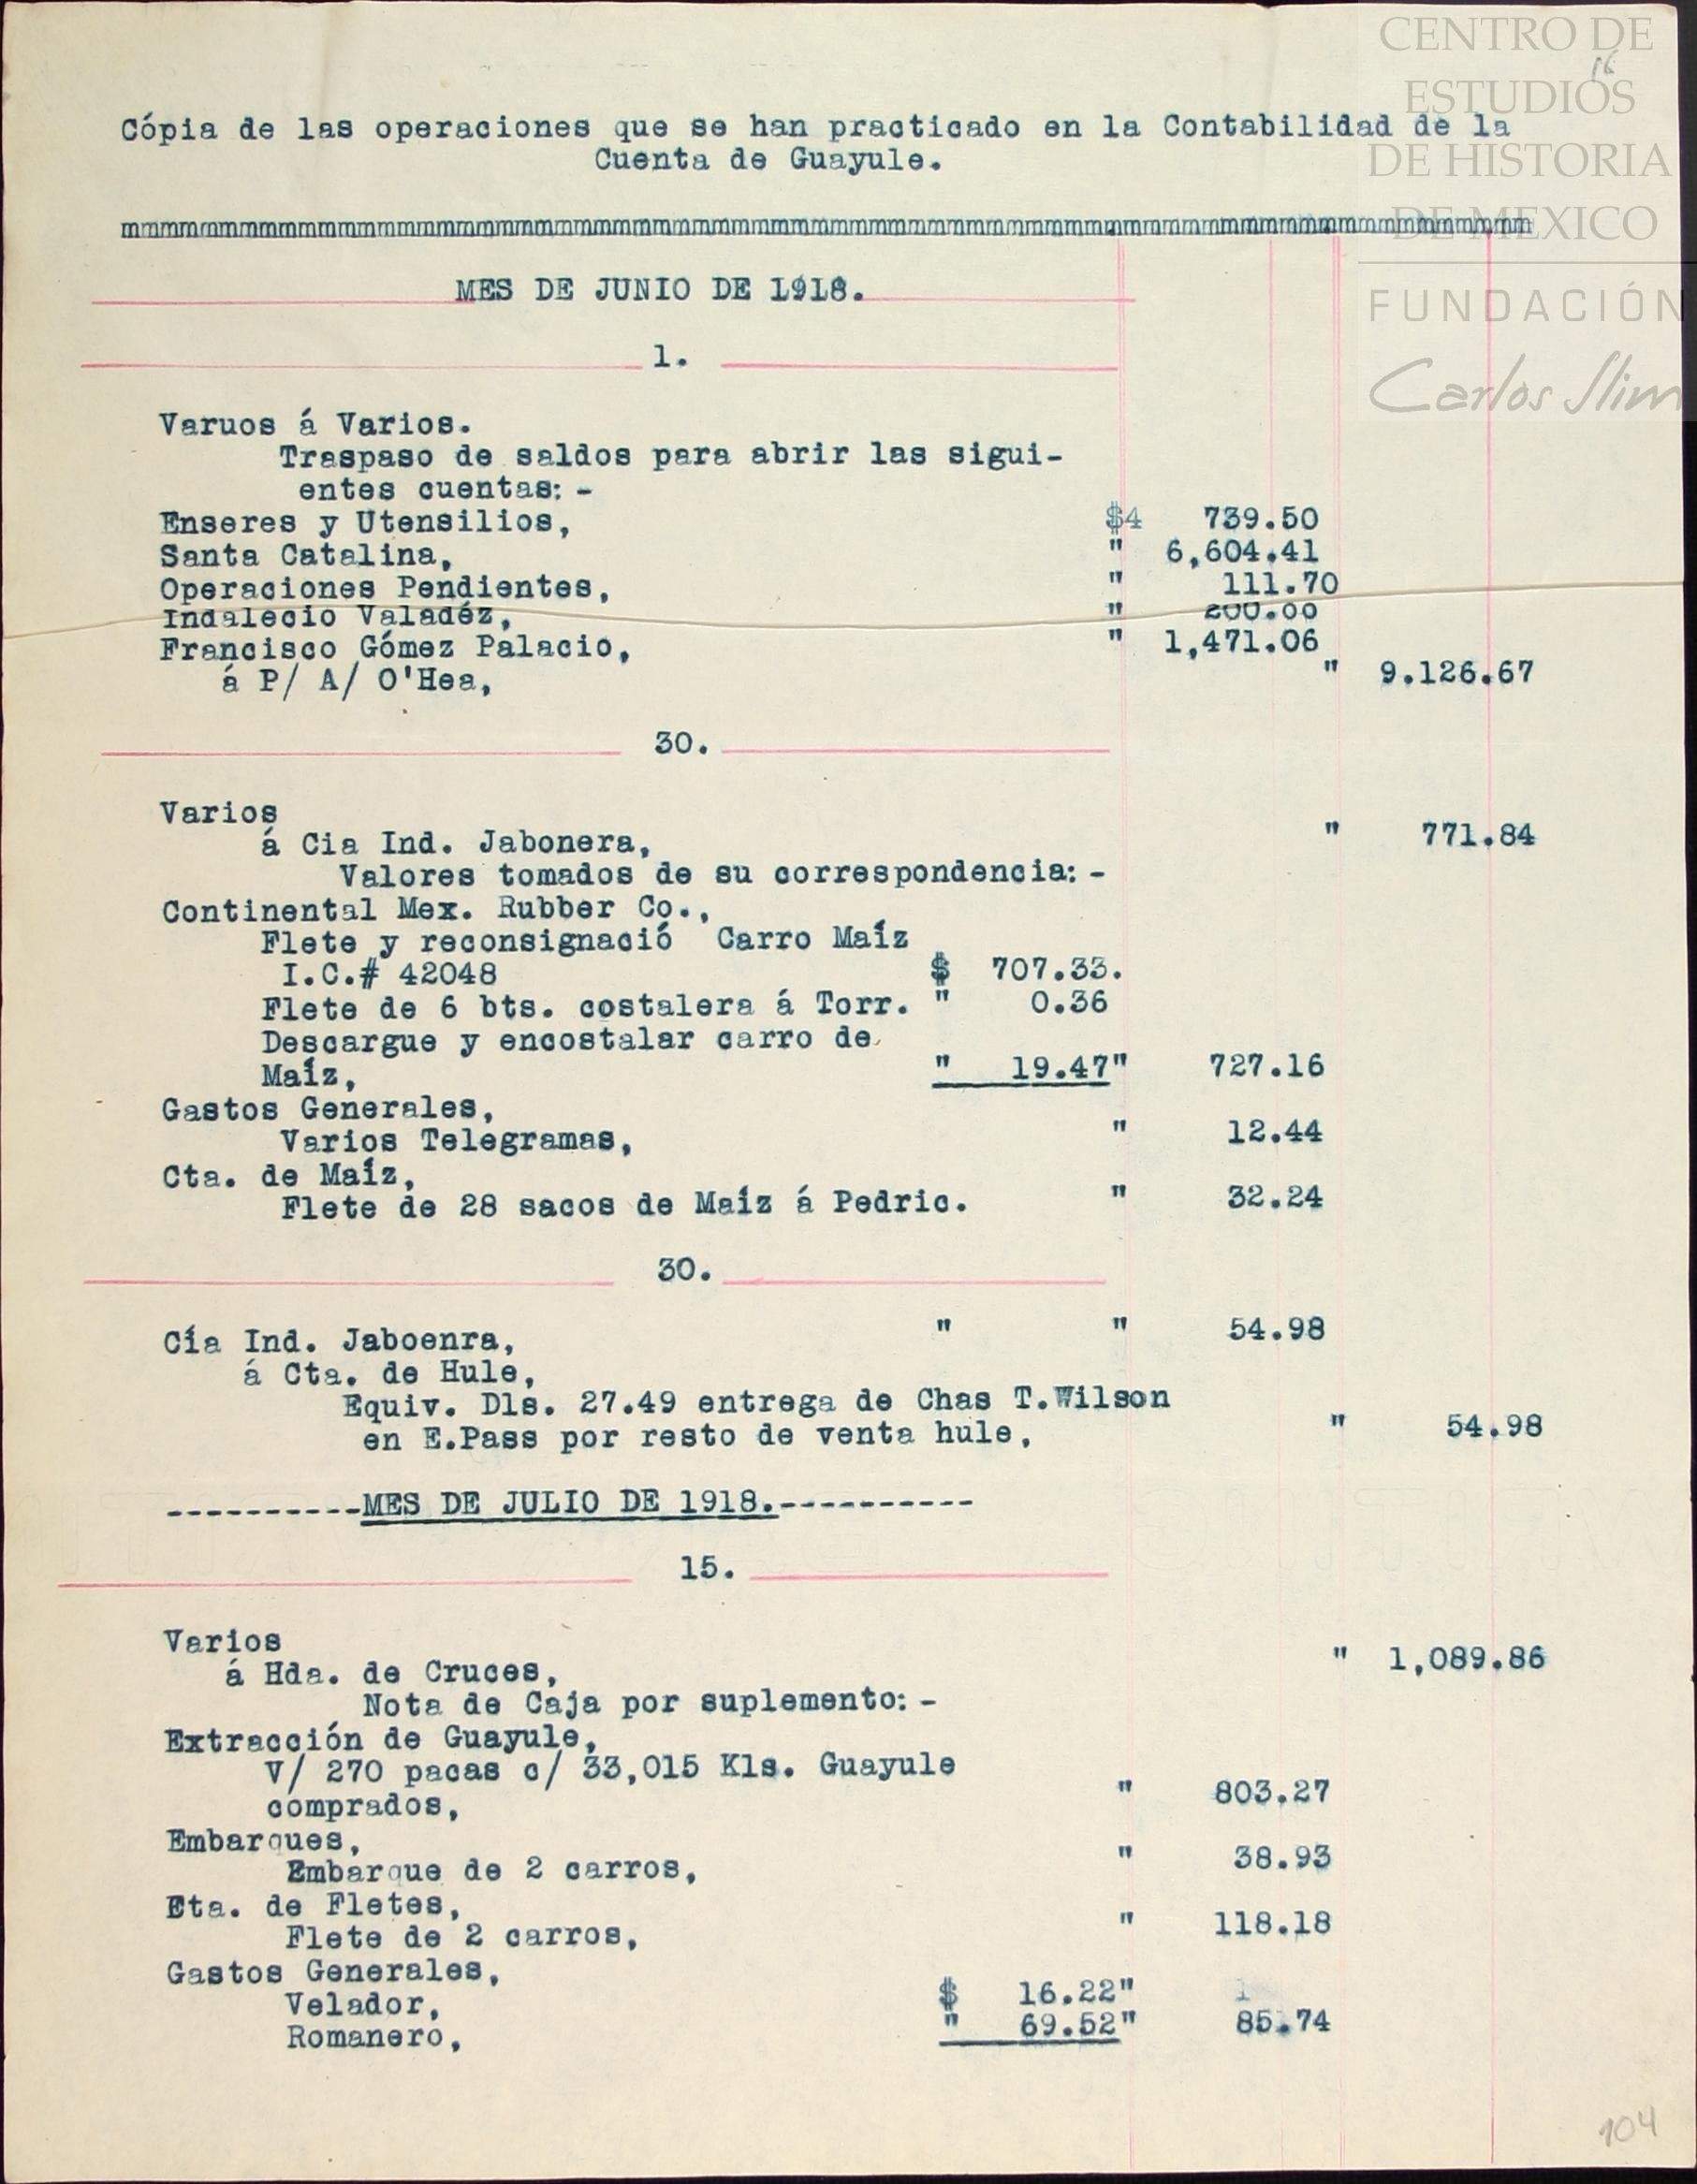 CENTRO DE
ESTUDIOS
DE HISTORIA
DE MEXICO
FUNDACIÓN
Carlos Slim
16
Cópia de las operaciones que se han practicado en la Contabilidad de la
Cuenta de Guayule.
mmmmmmmmmmmmmmmmmmmmmmmmmmmmmmmmmmmmmmmmmmmmmmmmmmmmmmmmmmmmmmmmmmmmmmm
MES DE JUNIO DE 1918.
1.
Varuos á Varios.
Traspaso de saldos para abrir las sigui-
entes cuentas: -
Enseres y Utensilios, $4 739.50
Santa Catalina, " 6,604.41
Operaciones Pendientes, " 111.70
Indalecio Valadéz, " 200.00
Francisco Gómez Palacio, " 1,471.06
á P/ A/ O'Hea, " 9.126.67
30.
Varios
á Cia Ind. Jabonera, " 771.84
Valores tomados de su correspondencia: -
Continental Mex. Rubber Co.,
Flete y reconsignació Carro Maíz
I.C.# 42048 $ 707.33.
Flete de 6 bts. costalera á Torr. " 0.36
Descargue y encostalar carro de
Maíz, " 19.47" 727.16
Gastos Generales,
Varios Telegramas, " 12.44
Cta. de Maíz,
Flete de 28 sacos de Maíz á Pedric. " 32.24
30.
Cía Ind. Jaboenra, " " 54.98
á Cta. de Hule,
Equiv. Dls. 27.49 entrega de Chas T.Wilson
en E.Pass por resto de venta hule, " 54.98
----------MES DE JULIO DE 1918.----------
15.
Varios
á Hda. de Cruces, " 1,089.86
Nota de Caja por suplemento: -
Extracción de Guayule,
V/ 270 pacas c/ 33,015 Kls. Guayule
comprados, " 803.27
Embarques,
Embarque de 2 carros, " 38.93
Eta. de Fletes,
Flete de 2 carros, " 118.18
Gastos Generales,
Velador, $ 16.22"
Romanero, " 69.52" 85.74
104